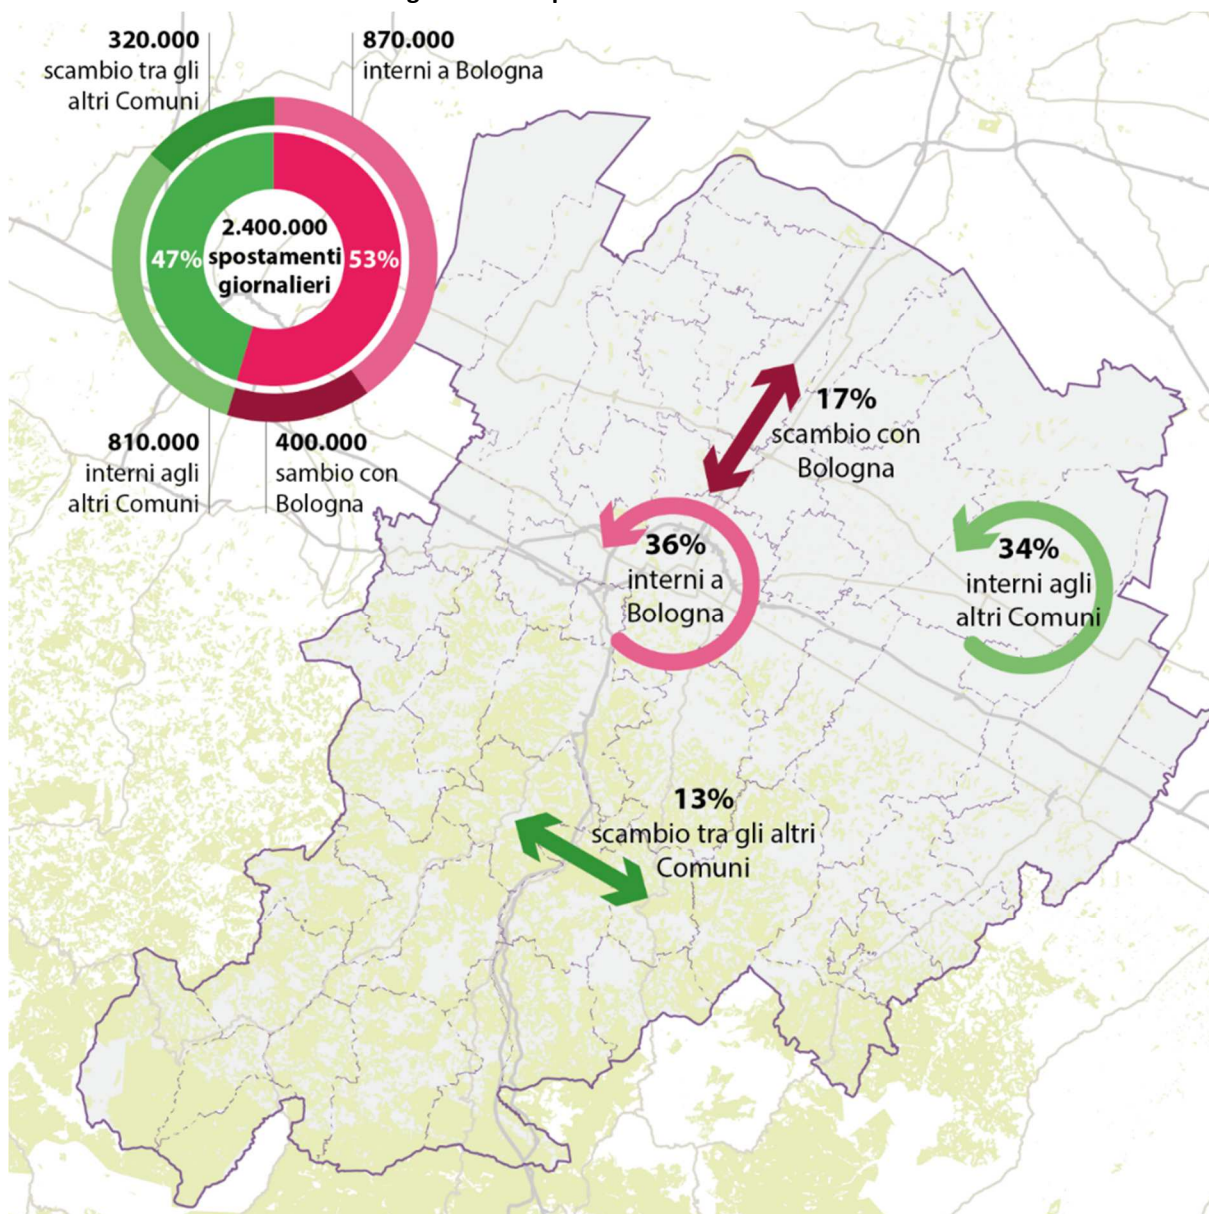 320.000
scambio tra gli
altri Comuni
870.000
interni a Bologna
2.400.000
spostamenti
giornalieri
47%
53%
810.000
interni agli
altri Comuni
400.000
sambio con
Bologna
17%
scambio con
Bologna
36%
interni a
Bologna
34%
interni agli
altri Comuni
13%
scambio tra gli altri
Comuni